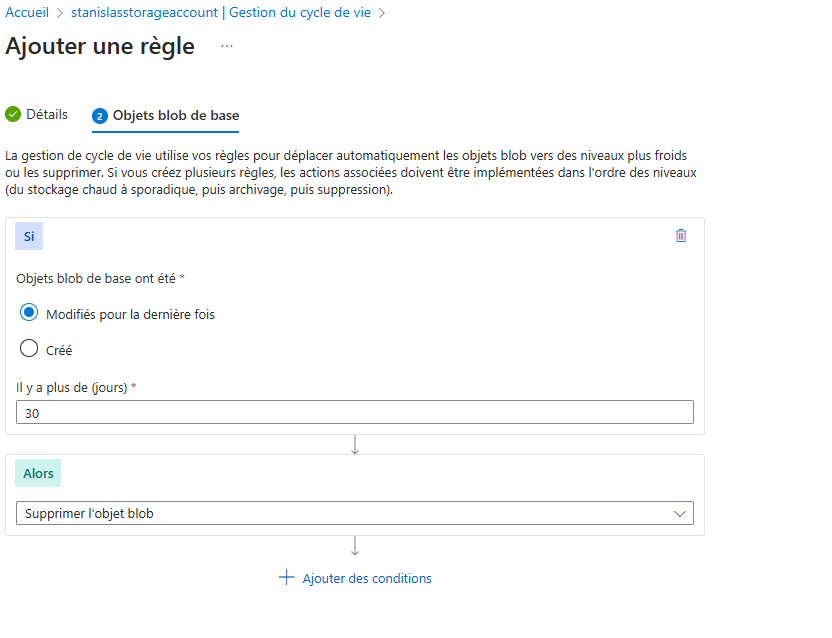 Accueil > stanislasstorageaccount | Gestion du cycle de vie >
Ajouter une règle ...
Détails 2 Objets blob de base
La gestion de cycle de vie utilise vos règles pour déplacer automatiquement les objets blob vers des niveaux plus froids
ou les supprimer. Si vous créez plusieurs règles, les actions associées doivent être implémentées dans l'ordre des niveaux
(du stockage chaud à sporadique, puis archivage, puis suppression).
Si
Objets blob de base ont été *
Modifiés pour la dernière fois
Créé
Il y a plus de (jours) *
30
Alors
Supprimer l'objet blob
Ajouter des conditions